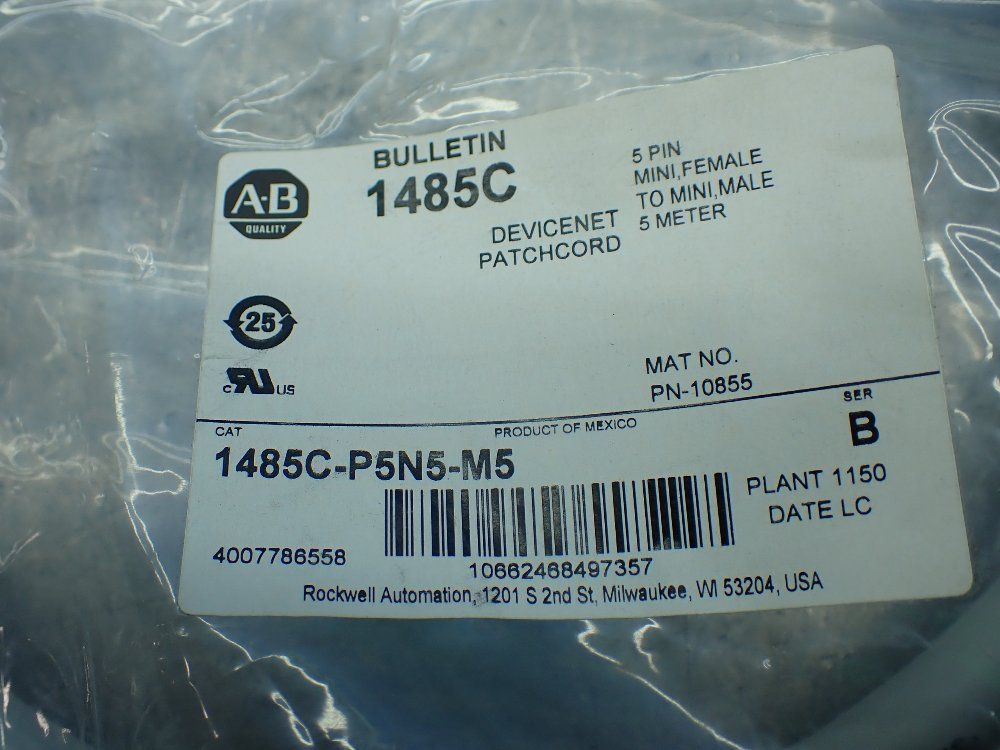 BULLETIN
1485C
A-B
QUALITY
DEVICENET
PATCHCORD
5 PIN
MINI,FEMALE
TO MINI,MALE
5 METER
25
c RU US
MAT NO.
PN-10855
CAT
PRODUCT OF MEXICO
SER
1485C-P5N5-M5
B
PLANT 1150
DATE LC
4007786558
10662468497357
Rockwell Automation, 1201 S 2nd St, Milwaukee, WI 53204, USA